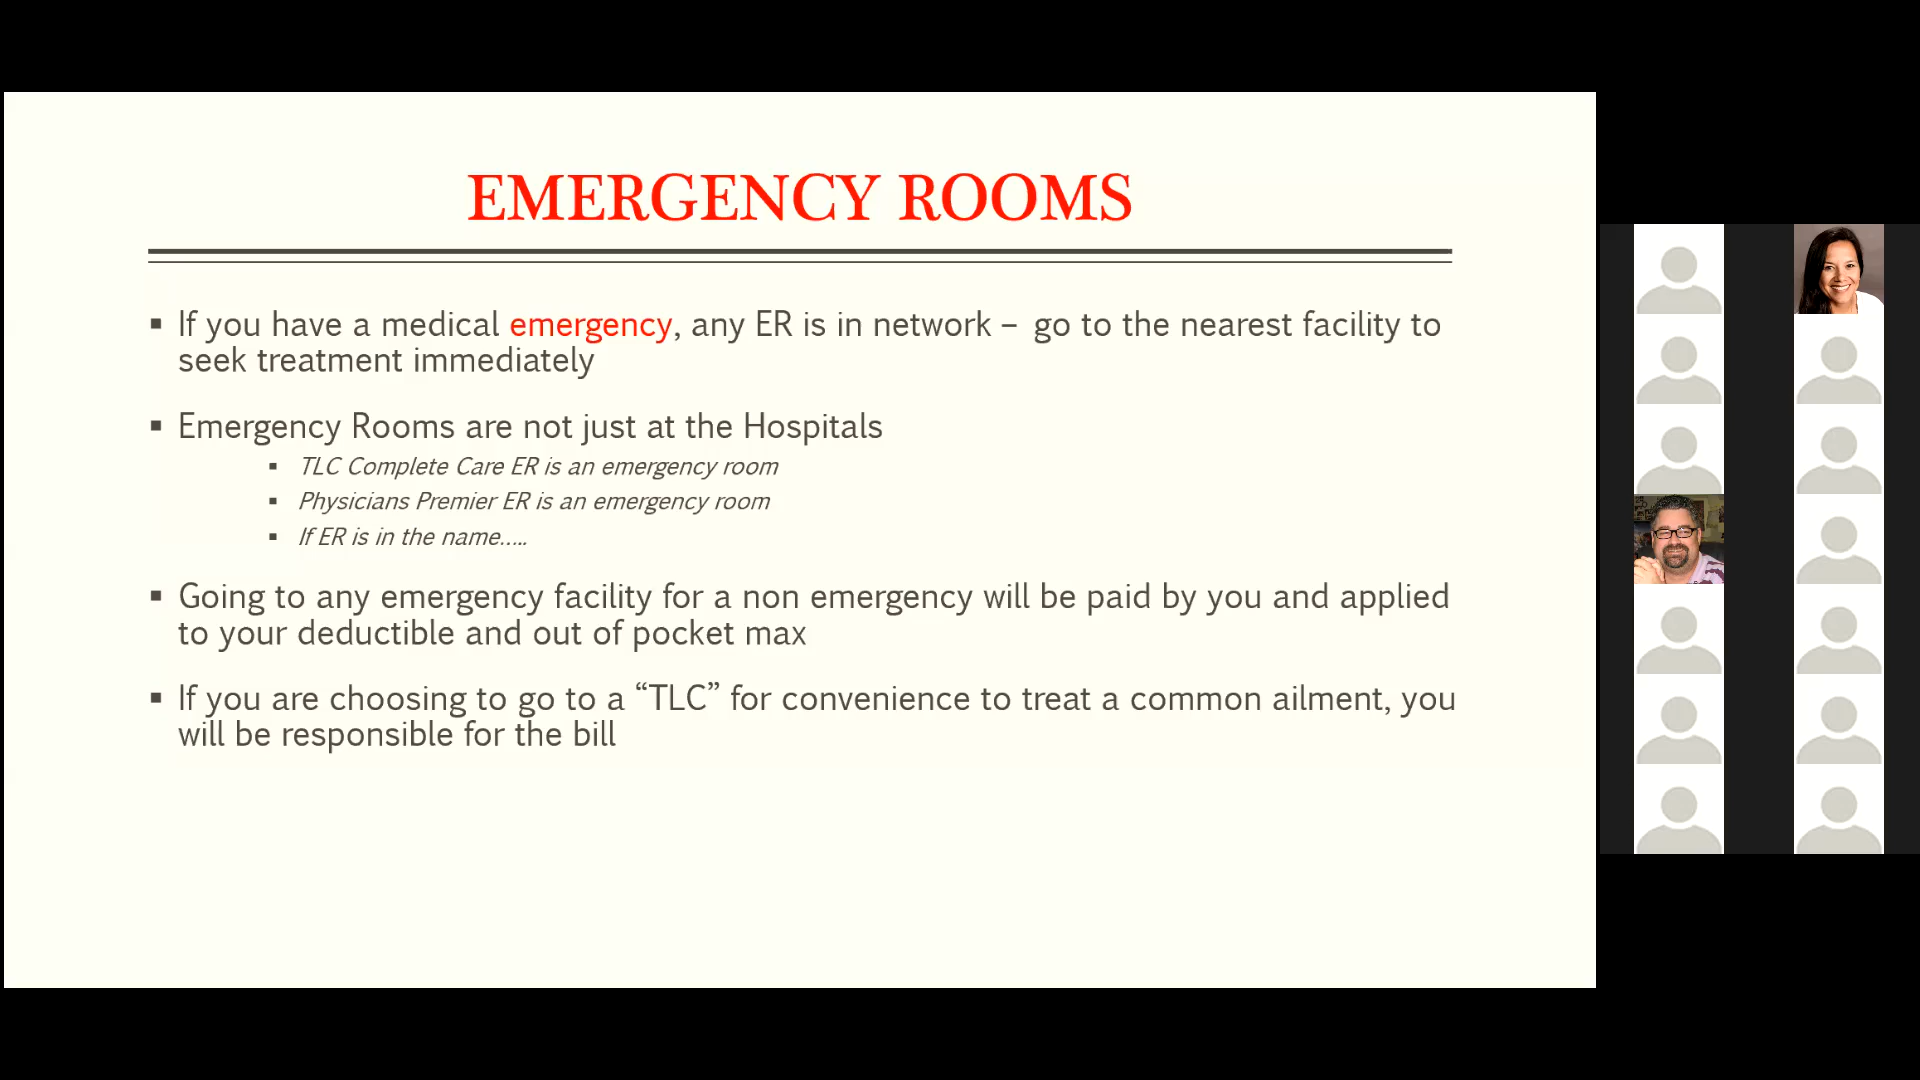 EMERGENCY ROOMS
▪ If you have a medical emergency, any ER is in network – go to the nearest facility to
seek treatment immediately
▪ Emergency Rooms are not just at the Hospitals
▪ TLC Complete Care ER is an emergency room
▪ Physicians Premier ER is an emergency room
▪ If ER is in the name.....
▪ Going to any emergency facility for a non emergency will be paid by you and applied
to your deductible and out of pocket max
▪ If you are choosing to go to a “TLC” for convenience to treat a common ailment, you
will be responsible for the bill